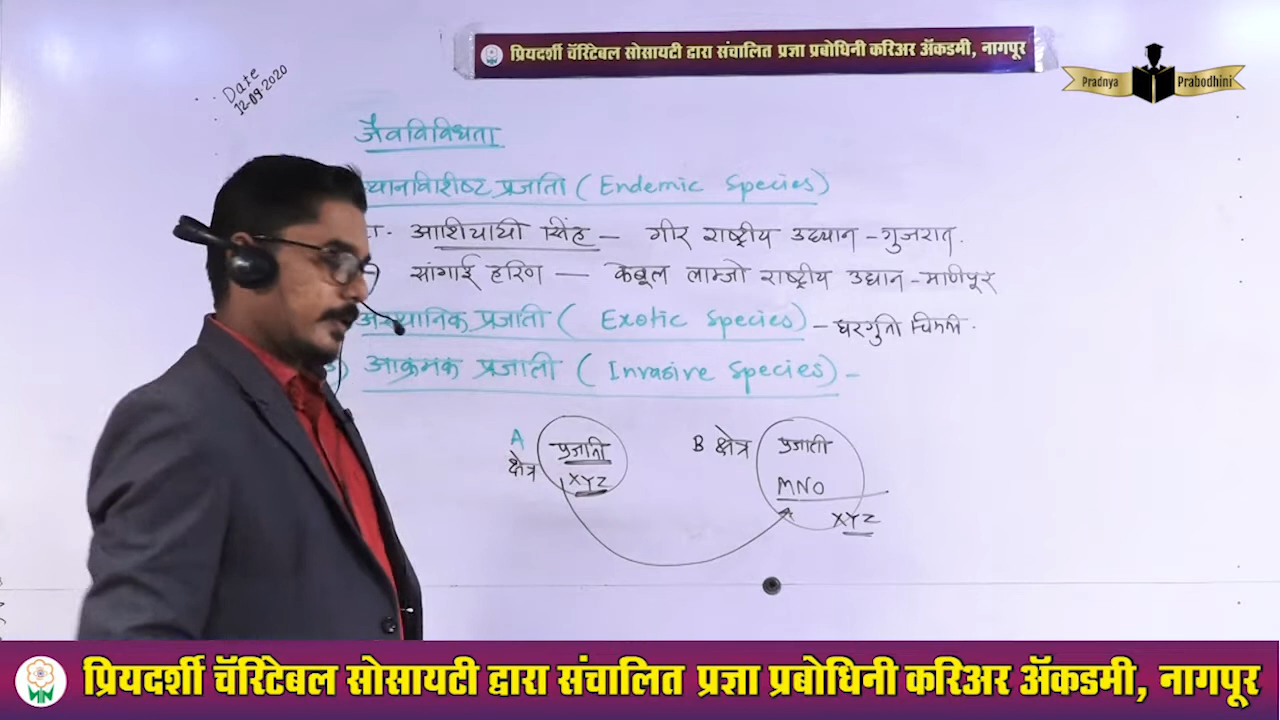 प्रियदर्शी चॅरिटेबल सोसायटी द्वारा संचालित प्रज्ञा प्रबोधिनी करिअर ॲकडमी, नागपूर
Pradnya Prabodhini
Date
12-09-2020
जैवविविधता
स्थानविशिष्ट प्रजाती (Endemic Species)
आशियायी सिंह – गीर राष्ट्रीय उद्यान – गुजरात.
सांगाई हरिण — केबूल लाम्जो राष्ट्रीय उद्यान – मणिपूर
अस्थानिक प्रजाती ( Exotic Species) – घरगुती चिमणी.
आक्रमक प्रजाती ( Invasive Species) –
A क्षेत्र प्रजाती XYZ
B क्षेत्र प्रजाती MNO
XYZ
प्रियदर्शी चॅरिटेबल सोसायटी द्वारा संचालित प्रज्ञा प्रबोधिनी करिअर ॲकडमी, नागपूर